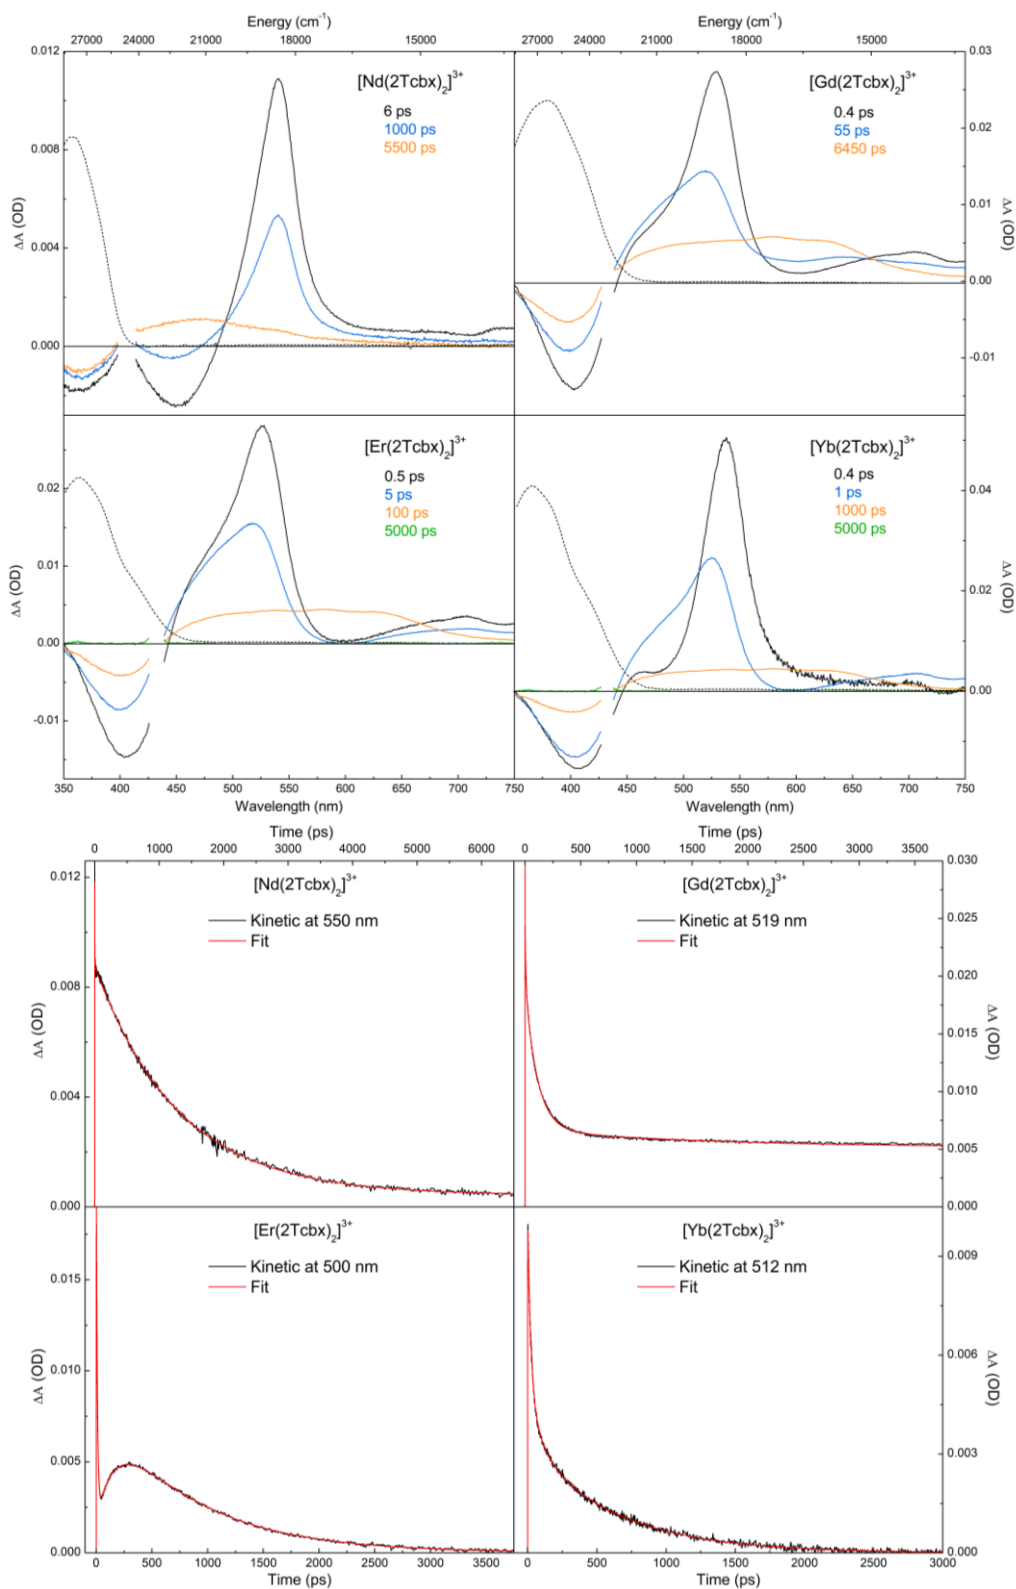 Energy (cm-1)
Energy (cm-1)
27000 24000 21000 18000 15000
27000 24000 21000 18000 15000
[Nd(2Tcbx)2]3+
6 ps
1000 ps
5500 ps
0.012
0.008
0.004
0.000
ΔA (OD)
[Gd(2Tcbx)2]3+
0.4 ps
55 ps
6450 ps
0.03
0.02
0.01
0.00
-0.01
ΔA (OD)
[Er(2Tcbx)2]3+
0.5 ps
5 ps
100 ps
5000 ps
0.02
0.01
0.00
-0.01
ΔA (OD)
[Yb(2Tcbx)2]3+
0.4 ps
1 ps
1000 ps
5000 ps
0.04
0.02
0.00
ΔA (OD)
350 400 450 500 550 600 650 700 750 400 450 500 550 600 650 700 750
Wavelength (nm)
Wavelength (nm)
Time (ps)
Time (ps)
0 1000 2000 3000 4000 5000 6000
0 500 1000 1500 2000 2500 3000 3500
[Nd(2Tcbx)2]3+
Kinetic at 550 nm
Fit
0.012
0.008
0.004
0.000
ΔA (OD)
[Gd(2Tcbx)2]3+
Kinetic at 519 nm
Fit
0.030
0.025
0.020
0.015
0.010
0.005
0.000
ΔA (OD)
[Er(2Tcbx)2]3+
Kinetic at 500 nm
Fit
0.015
0.010
0.005
0.000
ΔA (OD)
[Yb(2Tcbx)2]3+
Kinetic at 512 nm
Fit
0.009
0.006
0.003
0.000
ΔA (OD)
0 500 1000 1500 2000 2500 3000 3500
0 500 1000 1500 2000 2500 3000
Time (ps)
Time (ps)